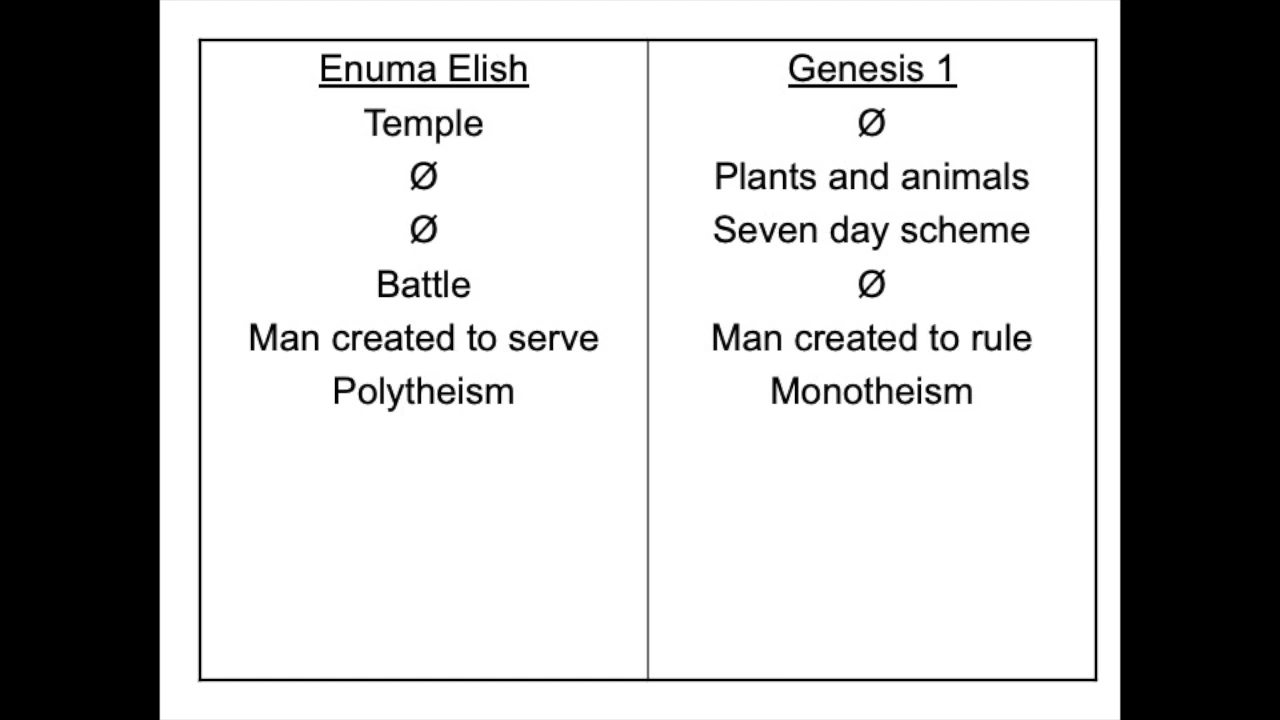 Enuma Elish Genesis 1
Temple Ø
Ø Plants and animals
Ø Seven day scheme
Battle Ø
Man created to serve Man created to rule
Polytheism Monotheism